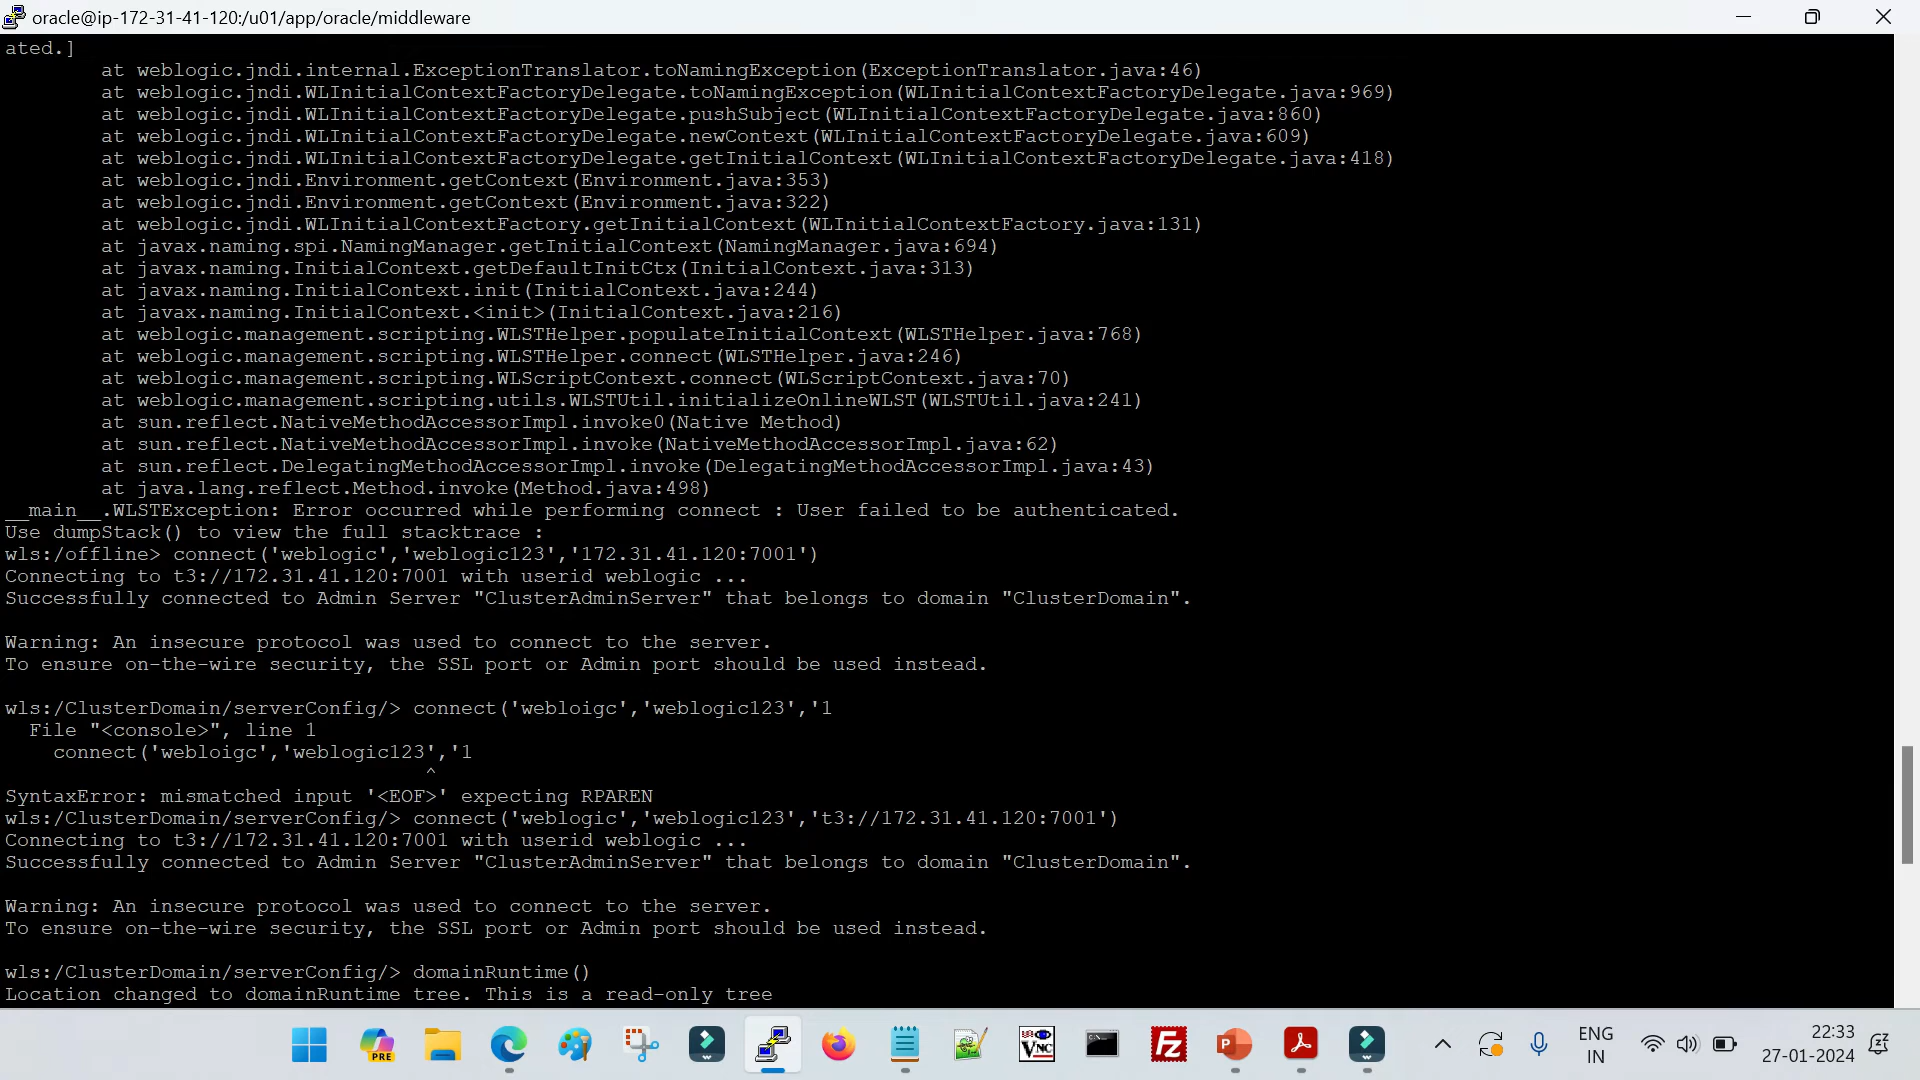 oracle@ip-172-31-41-120:/u01/app/oracle/middleware
ated.]
at weblogic.jndi.internal.ExceptionTranslator.toNamingException(ExceptionTranslator.java:46)
at weblogic.jndi.WLInitialContextFactoryDelegate.toNamingException(WLInitialContextFactoryDelegate.java:969)
at weblogic.jndi.WLInitialContextFactoryDelegate.pushSubject(WLInitialContextFactoryDelegate.java:860)
at weblogic.jndi.WLInitialContextFactoryDelegate.newContext(WLInitialContextFactoryDelegate.java:609)
at weblogic.jndi.WLInitialContextFactoryDelegate.getInitialContext(WLInitialContextFactoryDelegate.java:418)
at weblogic.jndi.Environment.getContext(Environment.java:353)
at weblogic.jndi.Environment.getContext(Environment.java:322)
at weblogic.jndi.WLInitialContextFactory.getInitialContext(WLInitialContextFactory.java:131)
at javax.naming.spi.NamingManager.getInitialContext(NamingManager.java:694)
at javax.naming.InitialContext.getDefaultInitCtx(InitialContext.java:313)
at javax.naming.InitialContext.init(InitialContext.java:244)
at javax.naming.InitialContext.<init>(InitialContext.java:216)
at weblogic.management.scripting.WLSTHelper.populateInitialContext(WLSTHelper.java:768)
at weblogic.management.scripting.WLSTHelper.connect(WLSTHelper.java:246)
at weblogic.management.scripting.WLScriptContext.connect(WLScriptContext.java:70)
at weblogic.management.scripting.utils.WLSTUtil.initializeOnlineWLST(WLSTUtil.java:241)
at sun.reflect.NativeMethodAccessorImpl.invoke0(Native Method)
at sun.reflect.NativeMethodAccessorImpl.invoke(NativeMethodAccessorImpl.java:62)
at sun.reflect.DelegatingMethodAccessorImpl.invoke(DelegatingMethodAccessorImpl.java:43)
at java.lang.reflect.Method.invoke(Method.java:498)
__main__.WLSTException: Error occurred while performing connect : User failed to be authenticated.
Use dumpStack() to view the full stacktrace :
wls:/offline> connect('weblogic','weblogic123','172.31.41.120:7001')
Connecting to t3://172.31.41.120:7001 with userid weblogic ...
Successfully connected to Admin Server "ClusterAdminServer" that belongs to domain "ClusterDomain".
Warning: An insecure protocol was used to connect to the server.
To ensure on-the-wire security, the SSL port or Admin port should be used instead.
wls:/ClusterDomain/serverConfig/> connect('webloigc','weblogic123','1
File "<console>", line 1
connect('webloigc','weblogic123','1
^
SyntaxError: mismatched input '<EOF>' expecting RPAREN
wls:/ClusterDomain/serverConfig/> connect('weblogic','weblogic123','t3://172.31.41.120:7001')
Connecting to t3://172.31.41.120:7001 with userid weblogic ...
Successfully connected to Admin Server "ClusterAdminServer" that belongs to domain "ClusterDomain".
Warning: An insecure protocol was used to connect to the server.
To ensure on-the-wire security, the SSL port or Admin port should be used instead.
wls:/ClusterDomain/serverConfig/> domainRuntime()
Location changed to domainRuntime tree. This is a read-only tree
PRE
VNC
FZ
P
ENG
IN
22:33
27-01-2024